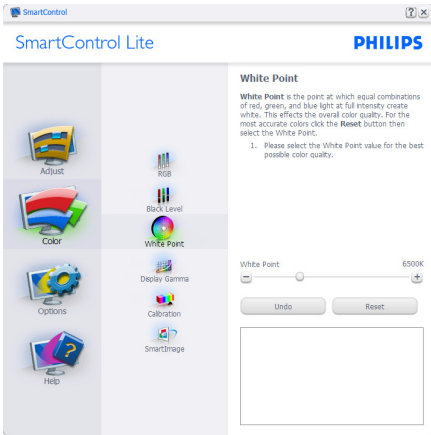 SmartControl
SmartControl Lite
PHILIPS
Adjust
Color
Options
Help
RGB
Black Level
White Point
Display Gamma
Calibration
SmartImage
White Point
White Point is the point at which equal combinations
of red, green, and blue light at full intensity create
white. This effects the overall color quality. For the
most accurate colors click the Reset button then
select the White Point.
1. Please select the White Point value for the best
possible color quality.
White Point 6500K
Undo Reset